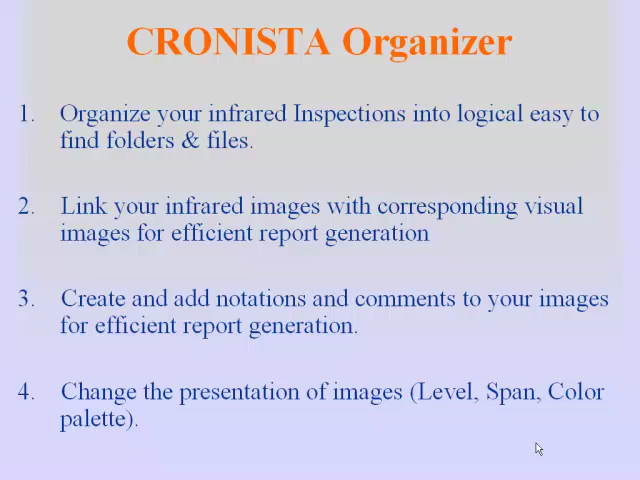 CRONISTA Organizer
1. Organize your infrared Inspections into logical easy to
find folders & files.
2. Link your infrared images with corresponding visual
images for efficient report generation
3. Create and add notations and comments to your images
for efficient report generation.
4. Change the presentation of images (Level, Span, Color
palette).